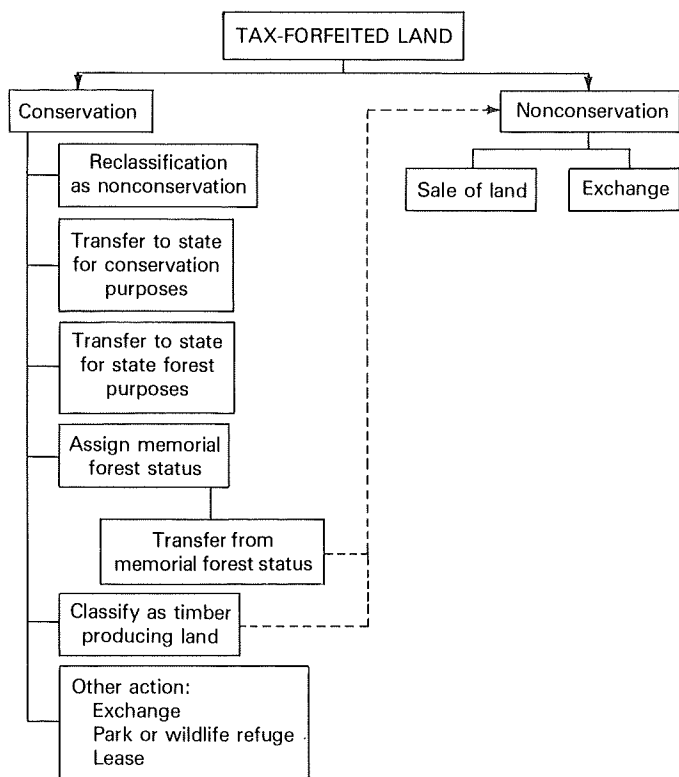 TAX-FORFEITED LAND
Conservation
Nonconservation
Reclassification
as nonconservation
Sale of land
Exchange
Transfer to state
for conservation
purposes
Transfer to state
for state forest
purposes
Assign memorial
forest status
Transfer from
memorial forest status
Classify as timber
producing land
Other action:
Exchange
Park or wildlife refuge
Lease